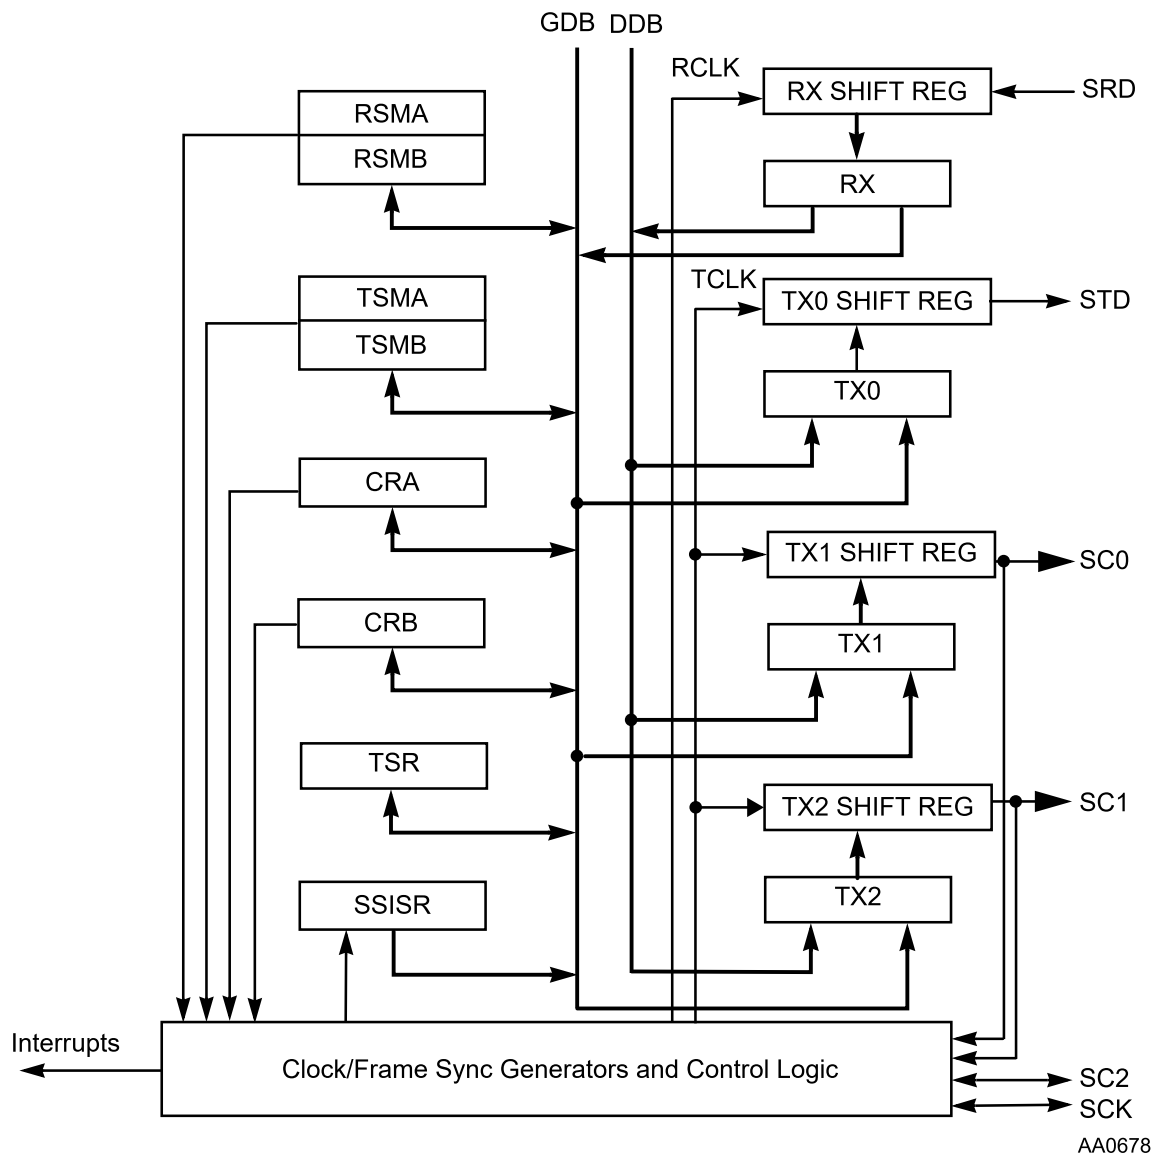 GDB DDB
RCLK
RX SHIFT REG
SRD
RSMA
RSMB
RX
TCLK
TSMA
TX0 SHIFT REG
STD
TSMB
TX0
CRA
TX1 SHIFT REG
SC0
CRB
TX1
TSR
TX2 SHIFT REG
SC1
SSISR
TX2
Interrupts
Clock/Frame Sync Generators and Control Logic
SC2
SCK
AA0678